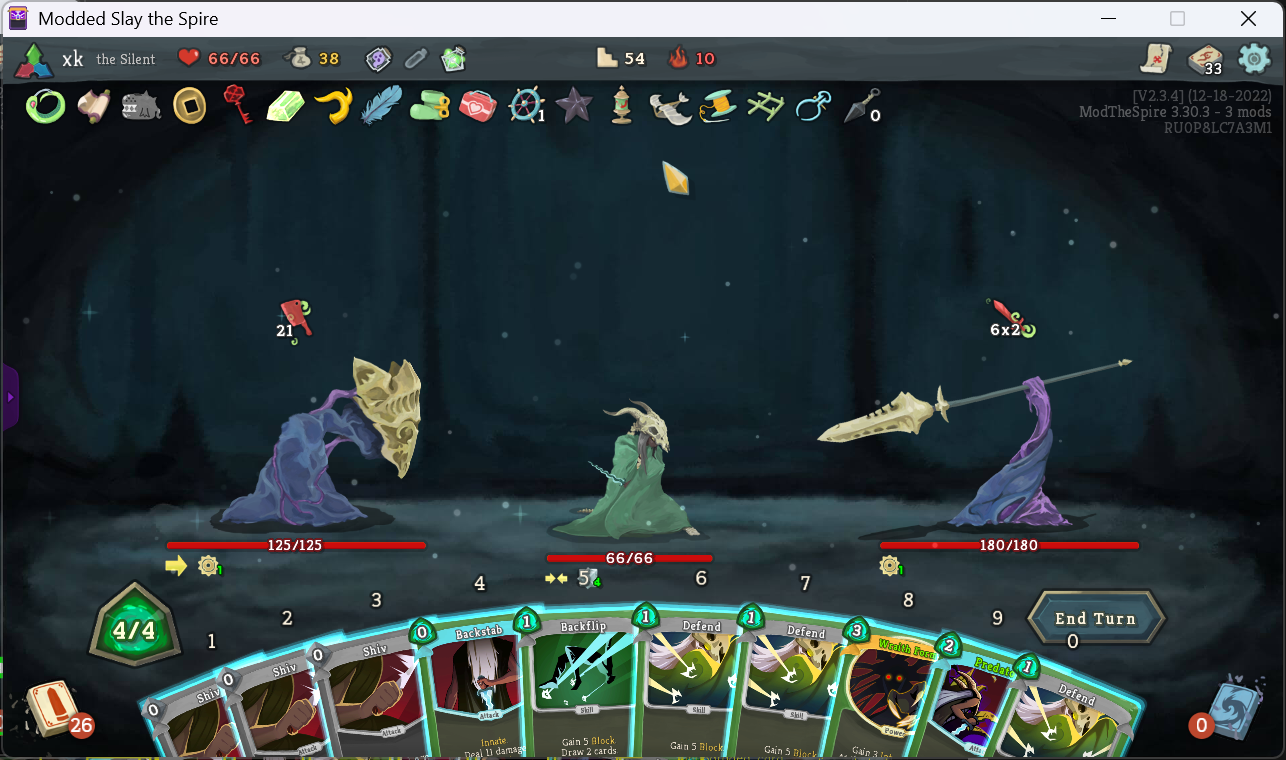 Modded Slay the Spire
xk the Silent 66/66 38 54 10 33
1 0
[V2.3.4] (12-18-2022)
ModTheSpire 3.30.3 - 3 mods
RU0P8LC7A3M1
21
6x2
125/125
66/66
180/180
1
4
1
4/4
1 2 3 4 5 6 7 8 9 0
End Turn
0 Shiv
0 Shiv
0 Shiv
0 Backstab
1 Backflip
1 Defend
1 Defend
3 Wraith Form
2 Predator
1 Defend
Attack
Attack
Attack
Skill
Skill
Skill
Power
Innate
Deal 11 damage
Gain 5 Block
Draw 2 cards
Gain 5 Block
Gain 5 Block
Gain 5 Block
26
0